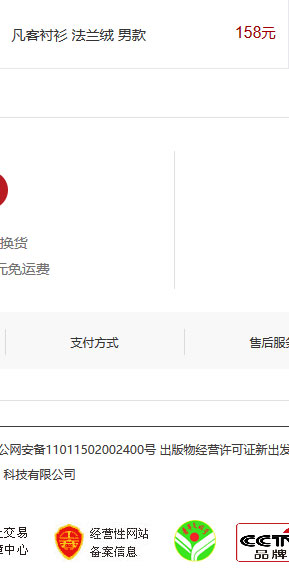 凡客衬衫 法兰绒 男款
158元
换货
元免运费
支付方式
售后服务
公网安备11011502002400号 出版物经营许可证新出发
科技有限公司
上交易
障中心
经营性网站
备案信息
CCTV
品牌